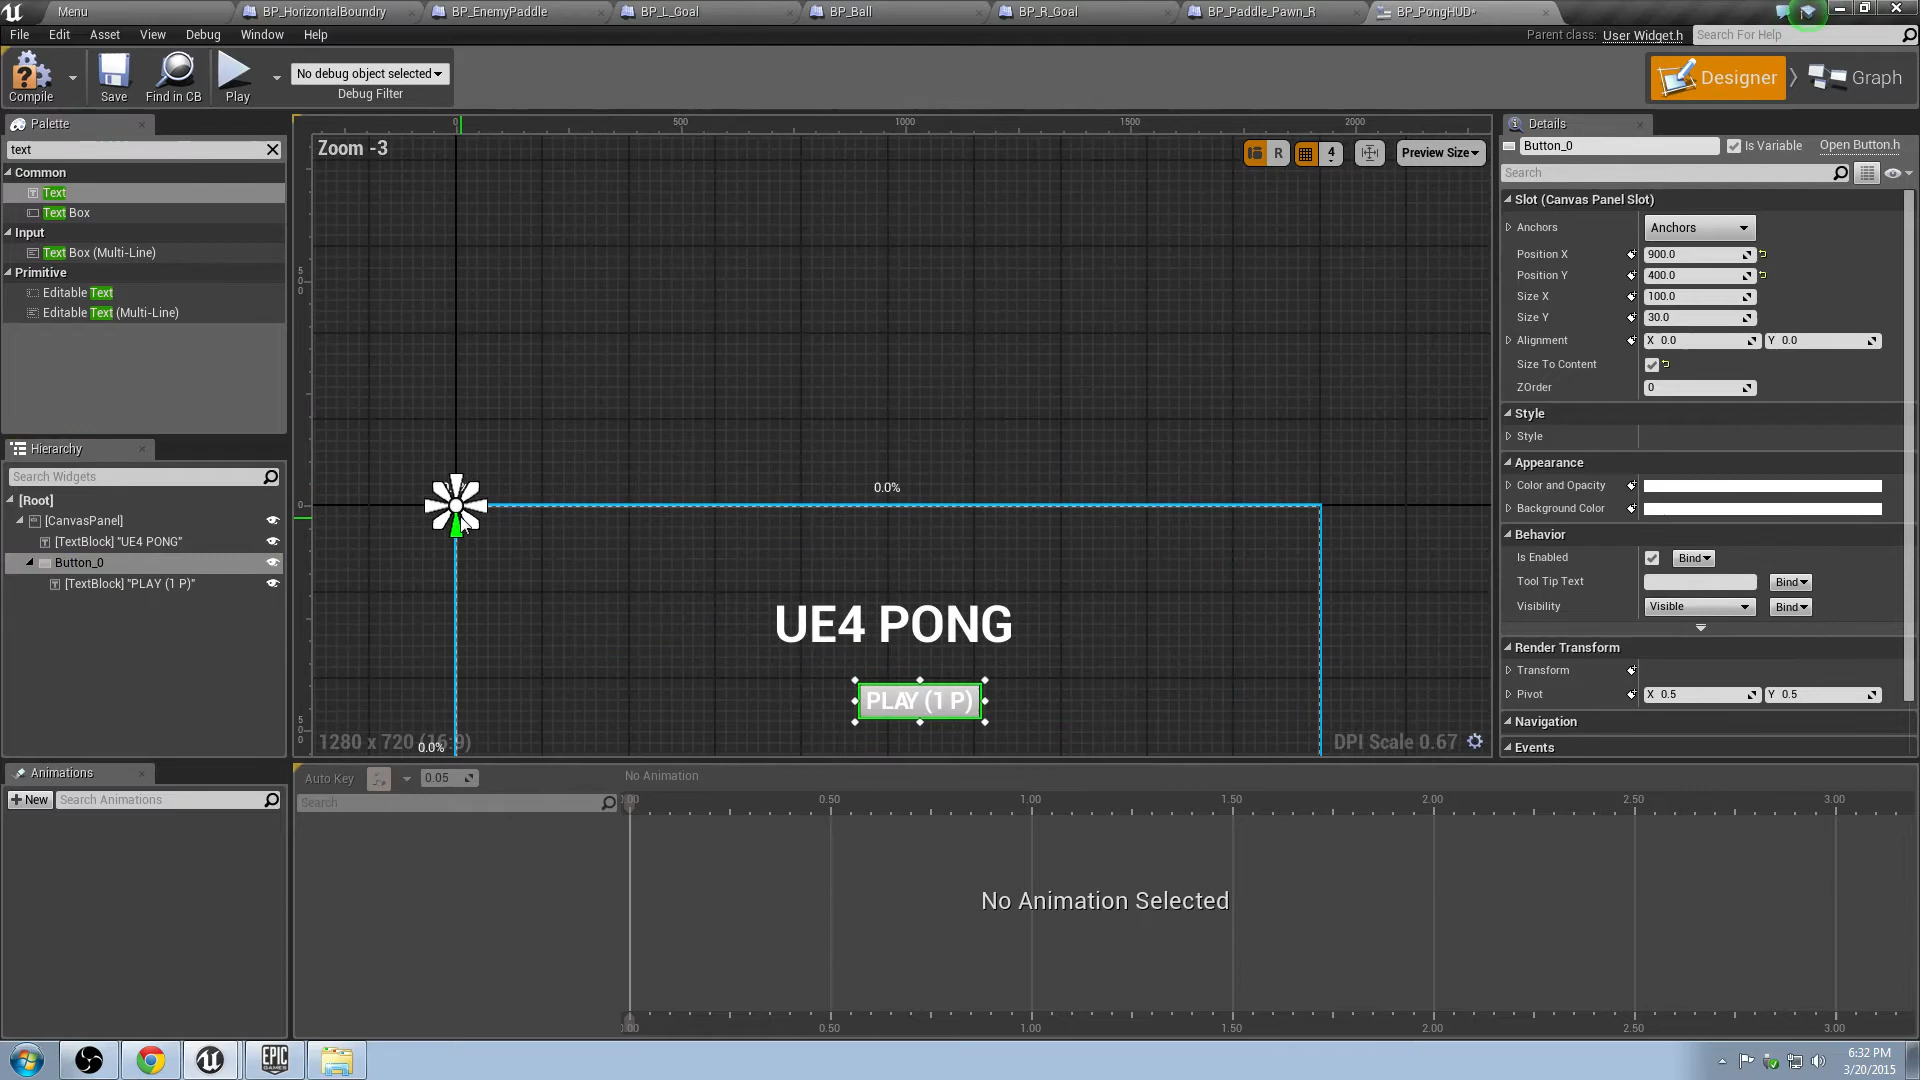 Menu BP_HorizontalBoundry BP_EnemyPaddle BP_L_Goal BP_Ball BP_R_Goal BP_Paddle_Pawn_R BP_PongHUD*
File Edit Asset View Debug Window Help Parent class: User Widget.h Search For Help
Compile Save Find in CB Play No debug object selected Debug Filter Designer Graph
Palette
text
Common
Text
Text Box
Input
Text Box (Multi-Line)
Primitive
Editable Text
Editable Text (Multi-Line)
Hierarchy
Search Widgets
[Root]
[CanvasPanel]
[TextBlock] "UE4 PONG"
Button_0
[TextBlock] "PLAY (1 P)"
Animations
New Search Animations
0 500 1000 1500 2000
Zoom -3
R 4 Preview Size
500
0
500
0.0%
UE4 PONG
PLAY (1 P)
1280 x 720 (16:9)
0.0%
DPI Scale 0.67
Details
Button_0 Is Variable Open Button.h
Search
Slot (Canvas Panel Slot)
Anchors Anchors
Position X 900.0
Position Y 400.0
Size X 100.0
Size Y 30.0
Alignment X 0.0 Y 0.0
Size To Content
ZOrder 0
Style
Style
Appearance
Color and Opacity
Background Color
Behavior
Is Enabled Bind
Tool Tip Text Bind
Visibility Visible Bind
Render Transform
Transform
Pivot X 0.5 Y 0.5
Navigation
Events
Auto Key 0.05 No Animation
Search
0.50 1.00 1.50 2.00 2.50 3.00
No Animation Selected
0.50 1.00 1.50 2.00 2.50 3.00
EPIC GAMES
6:32 PM
3/20/2015